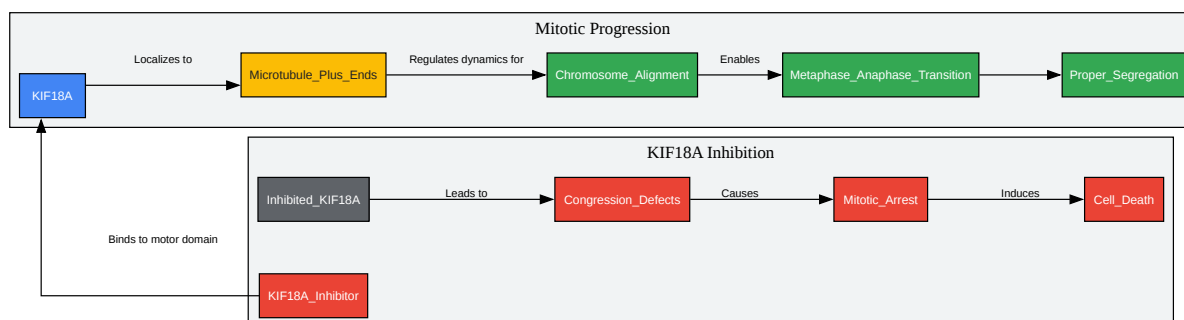 Mitotic Progression
Localizes to
Regulates dynamics for
Enables
KIF18A
Microtubule_Plus_Ends
Chromosome_Alignment
Metaphase_Anaphase_Transition
Proper_Segregation
KIF18A Inhibition
Leads to
Causes
Induces
Inhibited_KIF18A
Congression_Defects
Mitotic_Arrest
Cell_Death
Binds to motor domain
KIF18A_Inhibitor